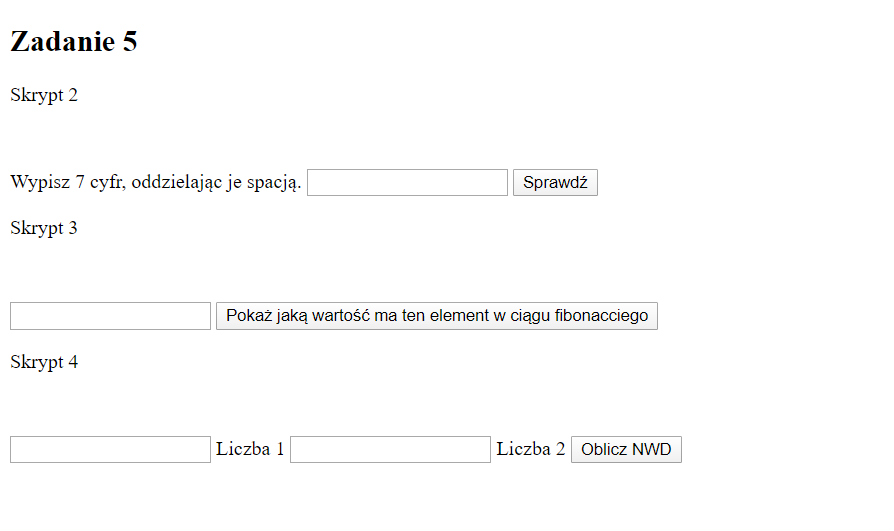 Zadanie 5
Skrypt 2
Wypisz 7 cyfr, oddzielając je spacją. Sprawdź
Skrypt 3
Pokaż jaką wartość ma ten element w ciągu fibonacciego
Skrypt 4
Liczba 1 Liczba 2 Oblicz NWD